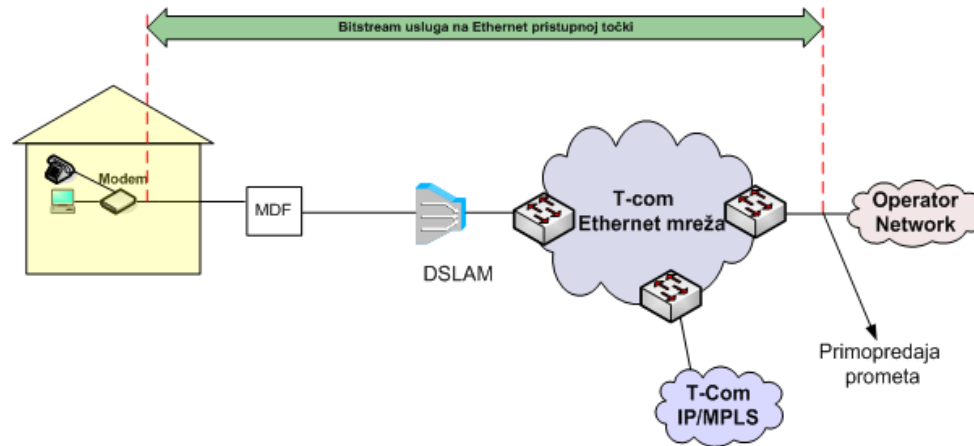 Bitstream usluga na Ethernet pristupnoj točki
Modem
MDF
DSLAM
T-com
Ethernet mreža
Operator
Network
Primopredaja
prometa
T-Com
IP/MPLS